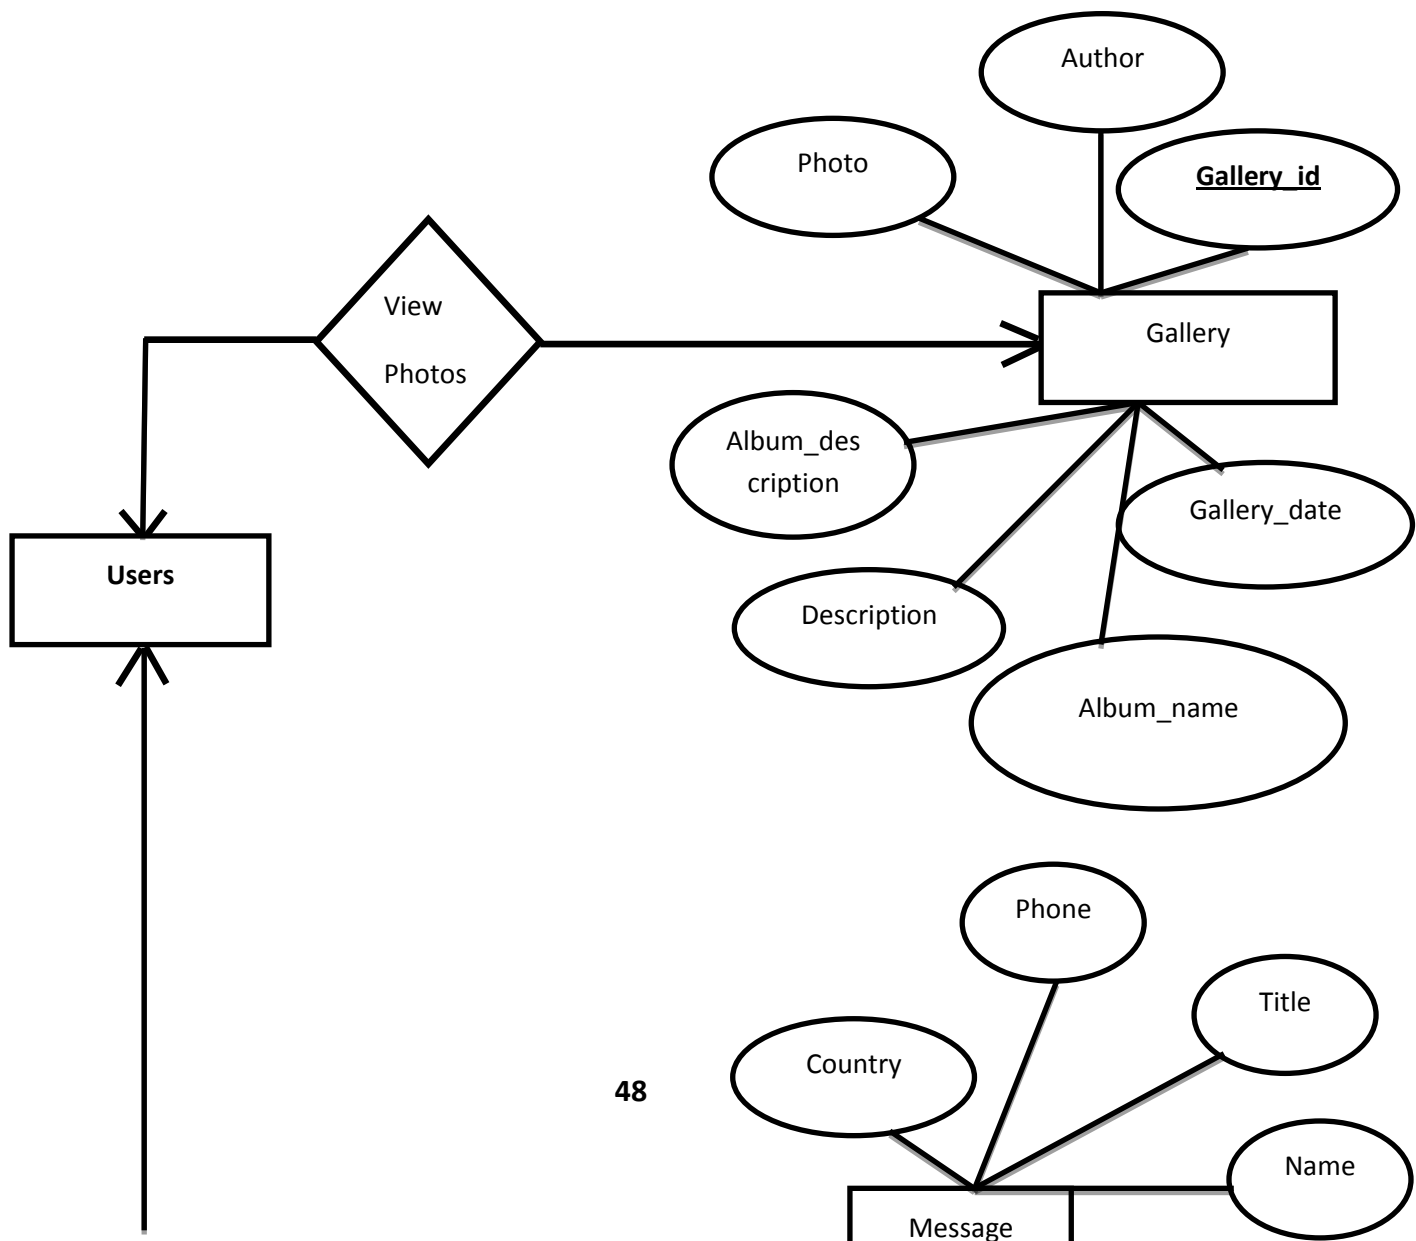 Author
Photo
Gallery_id
View
Photos
Gallery
Album_des
cription
Gallery_date
Users
Description
Album_name
Phone
Title
Country
48
Name
Message